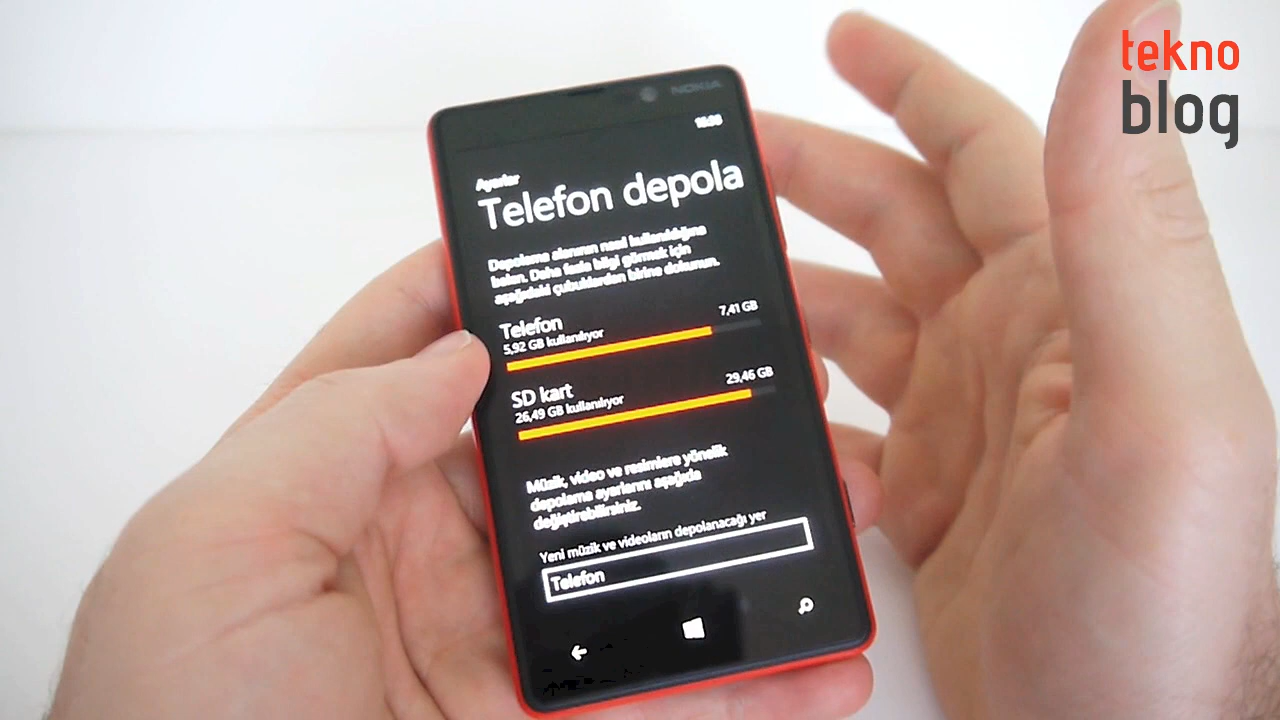 tekno
blog
NOKIA
Ayarlar
Telefon depola
Depolama alanının nasıl kullanıldığına
bakın. Daha fazla bilgi görmek için
aşağıdaki çubuklardan birine dokunun.
Telefon
7,41 GB
5,92 GB kullanılıyor
SD kart
29,46 GB
26,49 GB kullanılıyor
Müzik, video ve resimlere yönelik
depolama ayarlarını aşağıda
değiştirebilirsiniz.
Yeni müzik ve videoların depolanacağı yer
Telefon